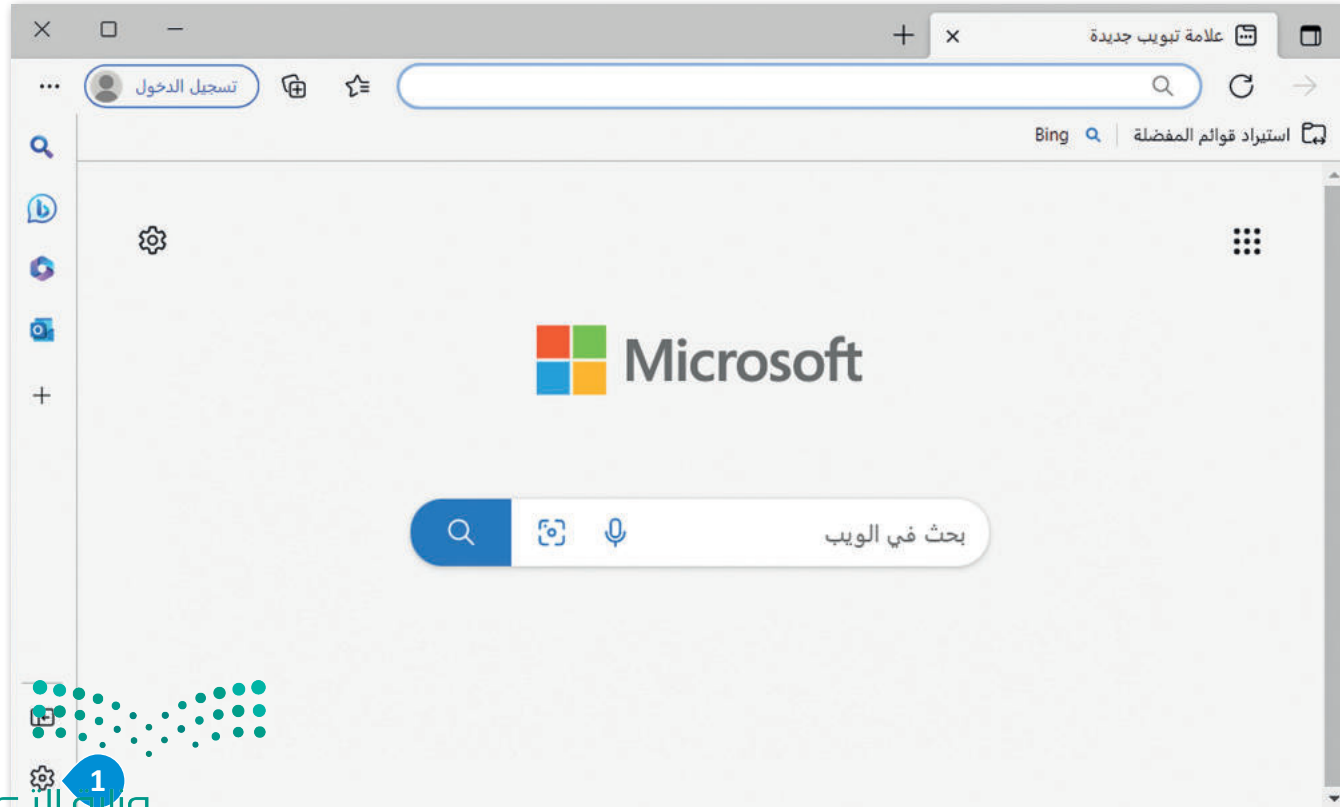 علامة تبويب جديدة
تسجيل الدخول
استيراد قوائم المفضلة Bing
Microsoft
بحث في الويب
1